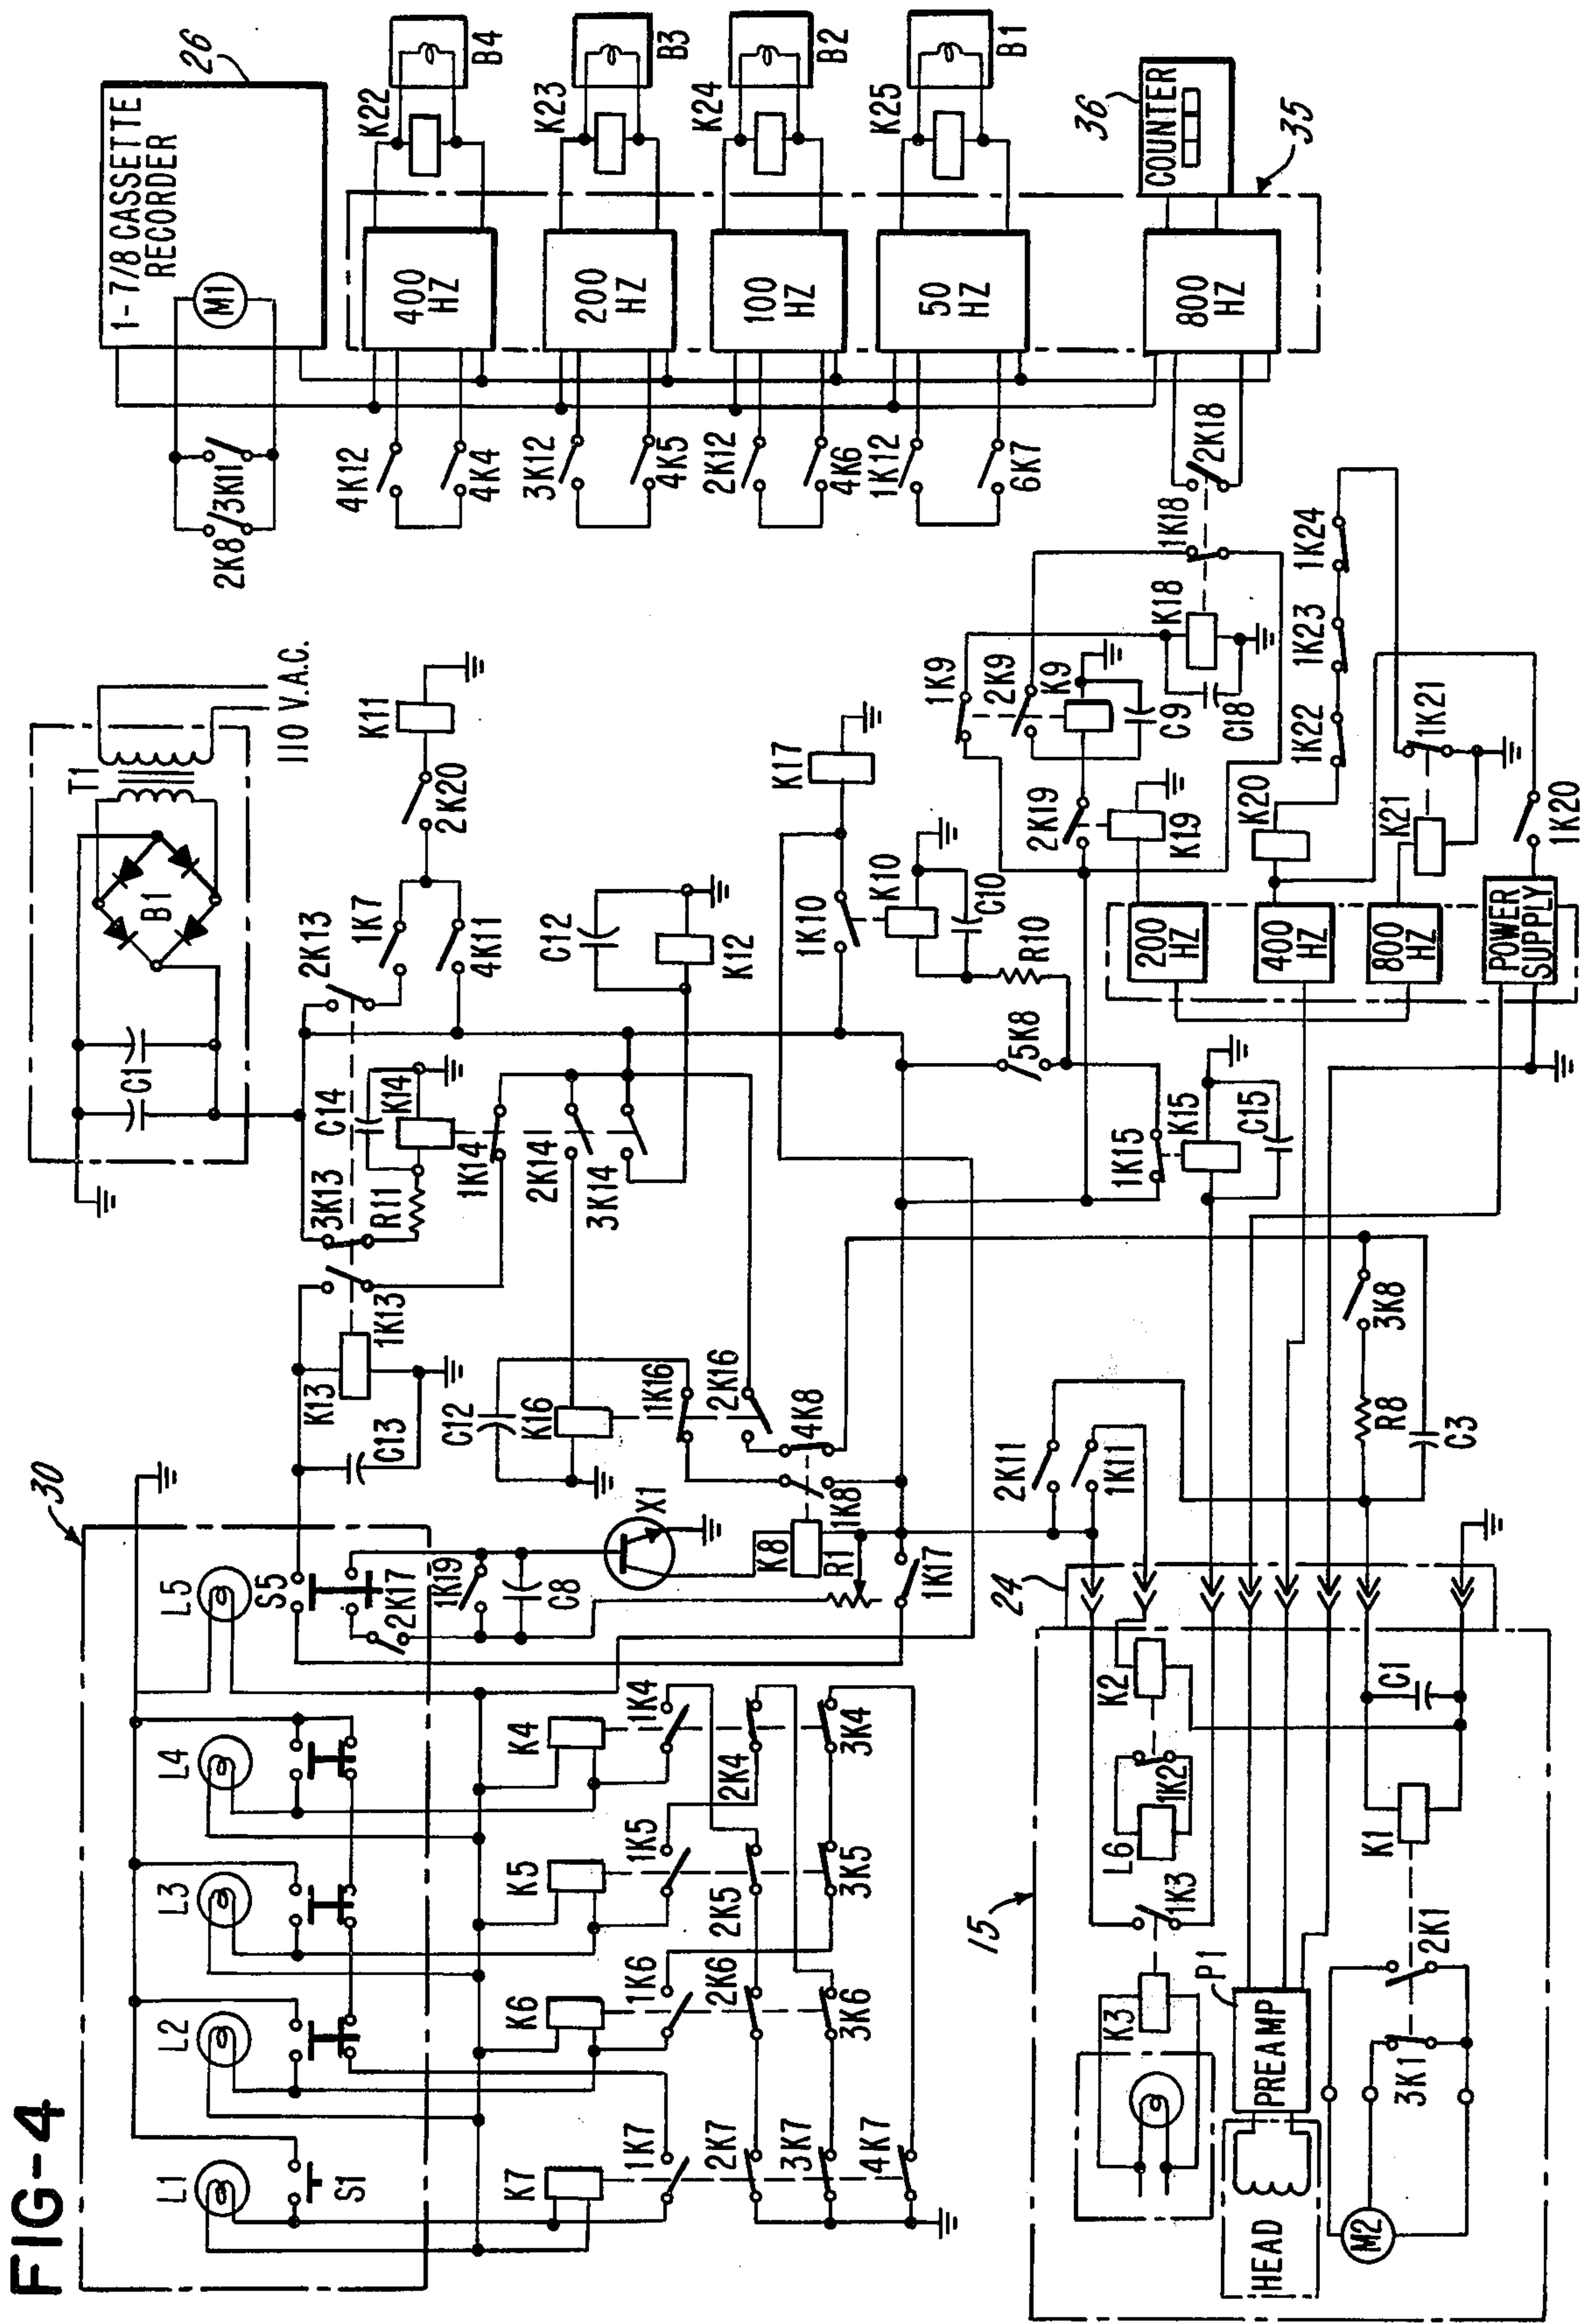 FIG-4
30
L1
L2
L3
L4
L5
S1
S5
2K17
1K19
C8
X1
K8
R1
1K8
4K8
1K17
K7
K6
K5
K4
1K7
2K7
3K7
4K7
1K6
2K6
3K6
1K5
2K5
3K5
1K4
2K4
3K4
C13
K13
1K13
3K13
R11
C14
K14
1K14
2K14
3K14
C12
K16
1K16
2K16
C1
B1
T1
110 V.A.C.
2K13
1K7
4K11
2K20
K11
C12
K12
1K10
K17
K10
C10
R10
5K8
1K15
K15
C15
1K9
2K9
K9
C9
2K19
K19
K18
C18
1K18
2K18
200
HZ
400
HZ
800
HZ
POWER
SUPPLY
K20
K21
1K21
1K20
1K22
1K23
1K24
2K11
1K11
3K8
R8
C3
15
24
HEAD
M2
PREAMP
P1
K3
1K3
L6
1K2
K2
K1
C1
2K1
3K1
1-7/8 CASSETTE
RECORDER
26
M1
2K8
3K11
4K12
4K4
3K12
4K5
2K12
4K6
1K12
6K7
400
HZ
200
HZ
100
HZ
50
HZ
800
HZ
K22
B4
K23
B3
K24
B2
K25
B1
COUNTER
36
35